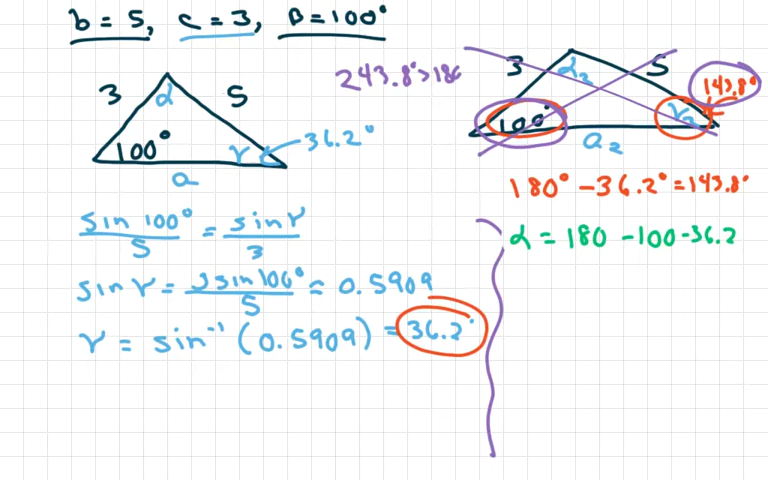 b = 5, c = 3, β = 100°
3
α
5
100°
γ
36.2°
a
sin 100° / 5 = sin γ / 3
sin γ = 3 sin 100° / 5 = 0.5909
γ = sin⁻¹ (0.5909) = 36.2°
243.8° > 180
3
α₂
5
143.8°
100°
γ₂
a₂
180° - 36.2° = 143.8°
α = 180 - 100 - 36.2